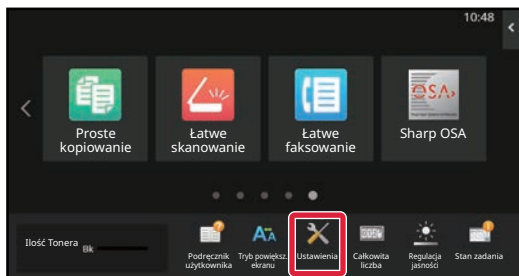 10:48
Proste
kopiowanie
Łatwe
skanowanie
Łatwe
faksowanie
OSA
Sharp OSA
Ilość Tonera
Bk
Podręcznik
użytkownika
Tryb powiększ.
ekranu
Ustawienia
Całkowita
liczba
Regulacja
jasności
Stan zadania